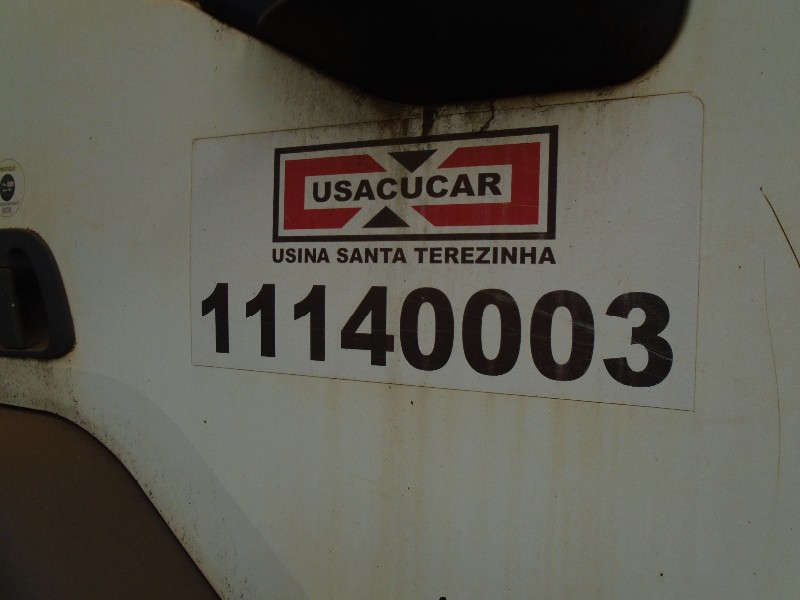 USACUCAR
USINA SANTA TEREZINHA
11140003